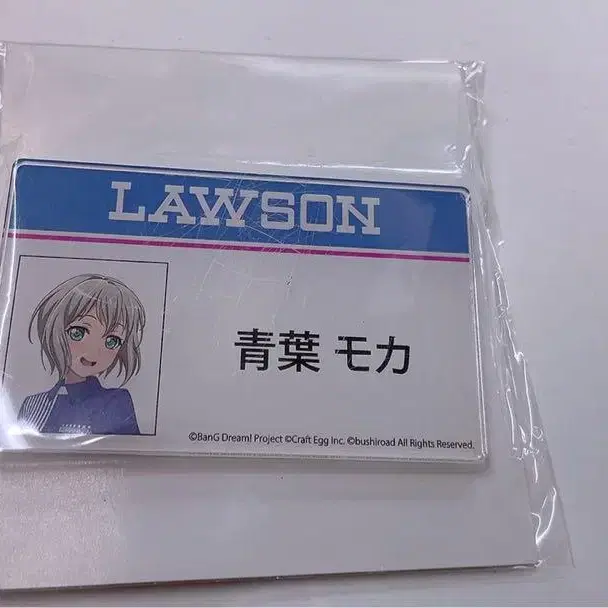 LAWSON
青葉 モカ
©BanG Dream! Project ©Craft Egg Inc. ©bushiroad All Rights Reserved.